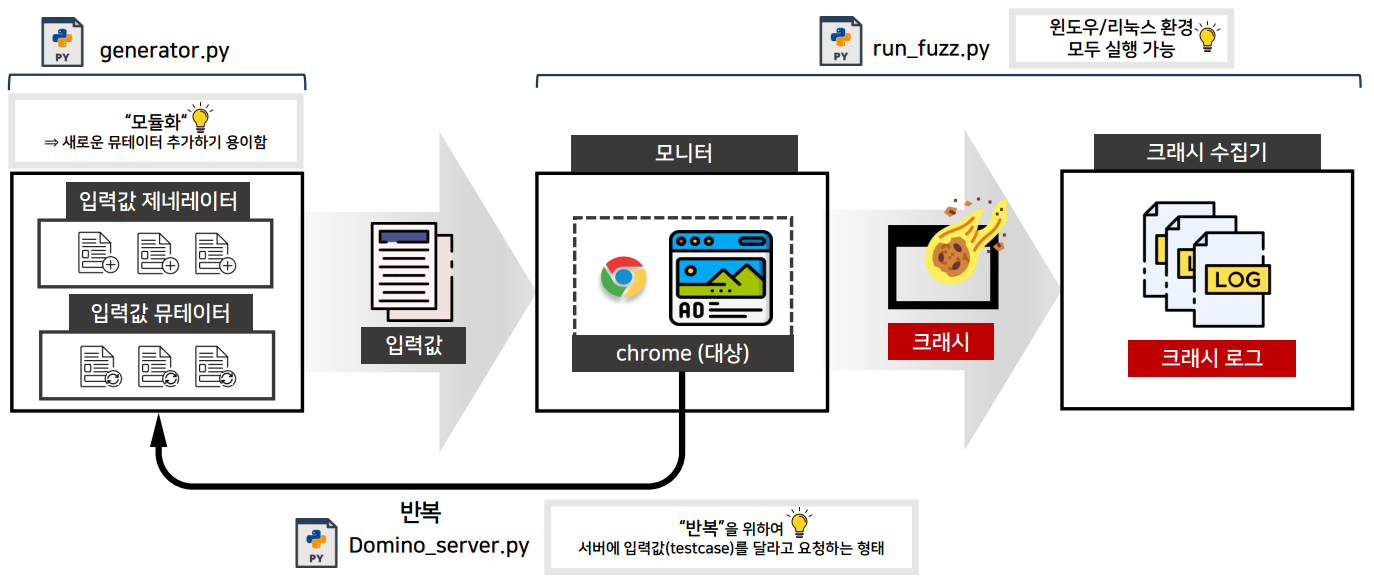 PY
generator.py
PY
run_fuzz.py
윈도우/리눅스 환경
모두 실행 가능
“모듈화“
⇒ 새로운 뮤테이터 추가하기 용이함
입력값 제네레이터
입력값 뮤테이터
입력값
모니터
AD
chrome (대상)
크래시
크래시 수집기
L
L
LOG
크래시 로그
반복
PY
Domino_server.py
“반복”을 위하여
서버에 입력값(testcase)를 달라고 요청하는 형태